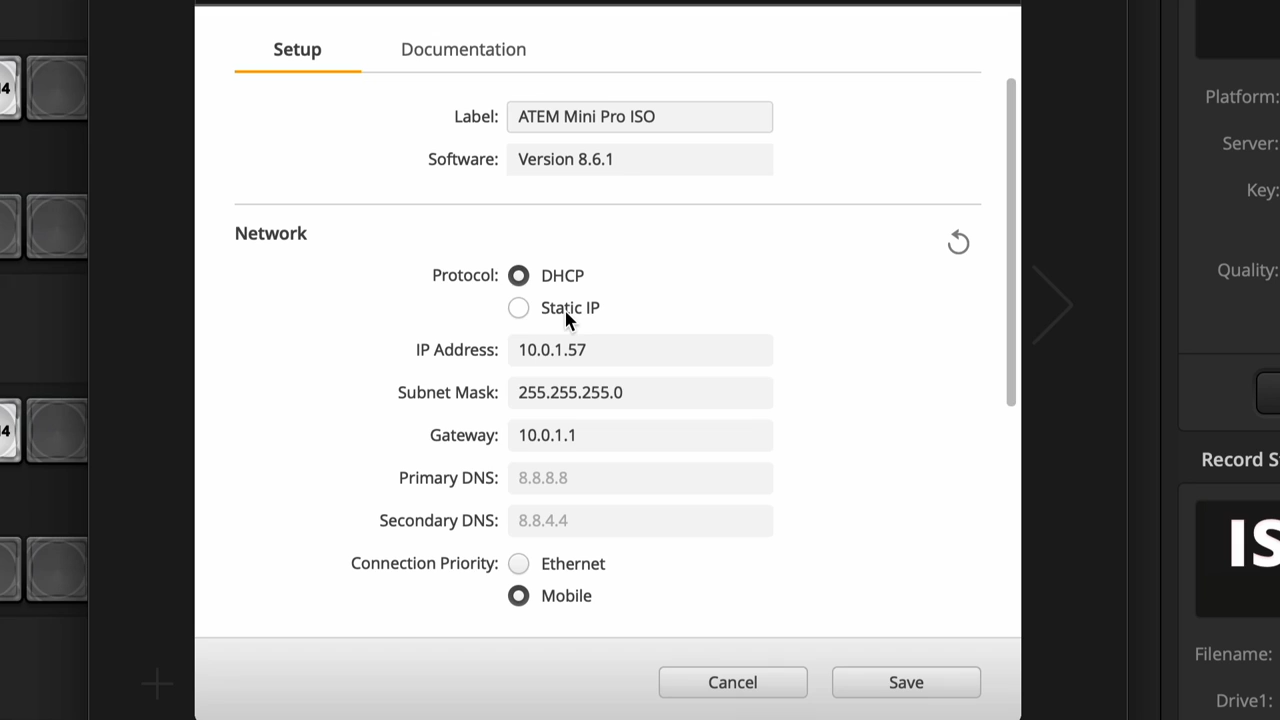 Setup
Documentation
Label: ATEM Mini Pro ISO
Software: Version 8.6.1
Network
Protocol: DHCP
Static IP
IP Address: 10.0.1.57
Subnet Mask: 255.255.255.0
Gateway: 10.0.1.1
Primary DNS: 8.8.8.8
Secondary DNS: 8.8.4.4
Connection Priority: Ethernet
Mobile
Cancel
Save
Platform:
Server:
Key:
Quality:
Record S
IS
Filename:
Drive1: